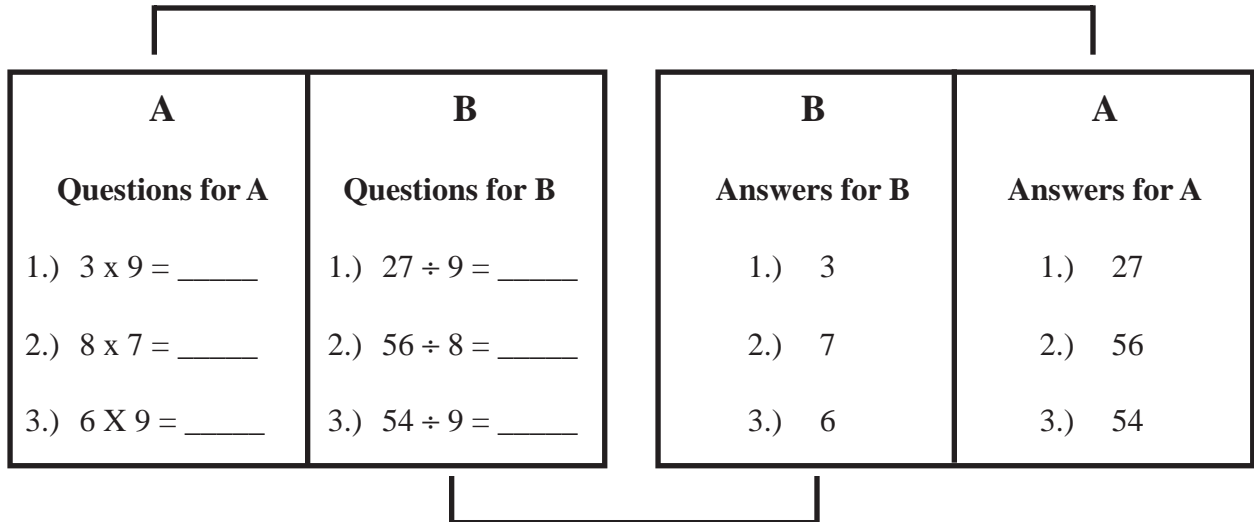 A B B A
Questions for A Questions for B Answers for B Answers for A
1.) 3 x 9 = _____ 1.) 27 ÷ 9 = _____ 1.) 3 1.) 27
2.) 8 x 7 = _____ 2.) 56 ÷ 8 = _____ 2.) 7 2.) 56
3.) 6 X 9 = _____ 3.) 54 ÷ 9 = _____ 3.) 6 3.) 54